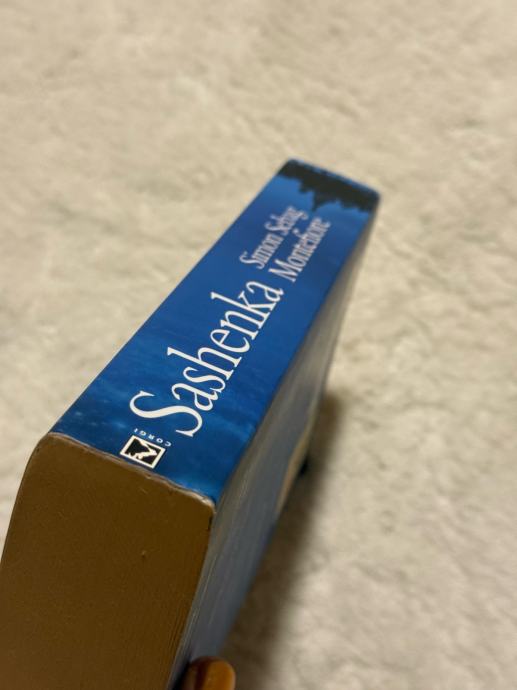 Sashenka
Simon Sebag
Montefiore
CORGI